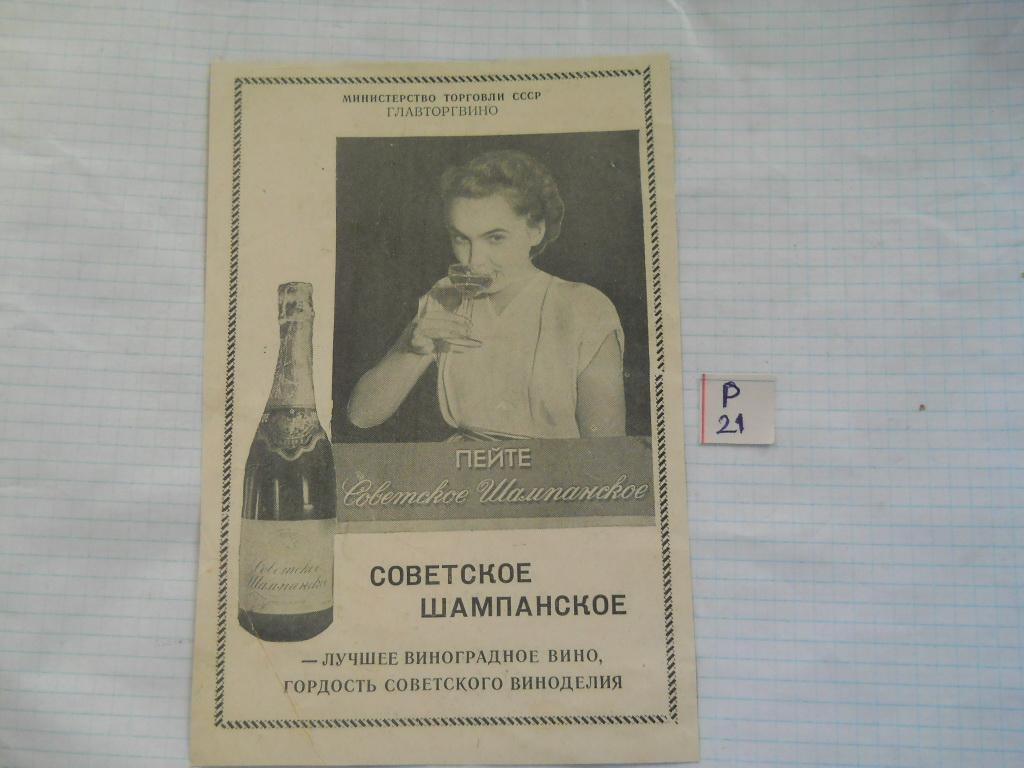 МИНИСТЕРСТВО ТОРГОВЛИ СССР
ГЛАВТОРГВИНО
ПЕЙТЕ
Советское Шампанское
Советское
Шампанское
СОВЕТСКОЕ
ШАМПАНСКОЕ
— ЛУЧШЕЕ ВИНОГРАДНОЕ ВИНО,
ГОРДОСТЬ СОВЕТСКОГО ВИНОДЕЛИЯ
Р
21